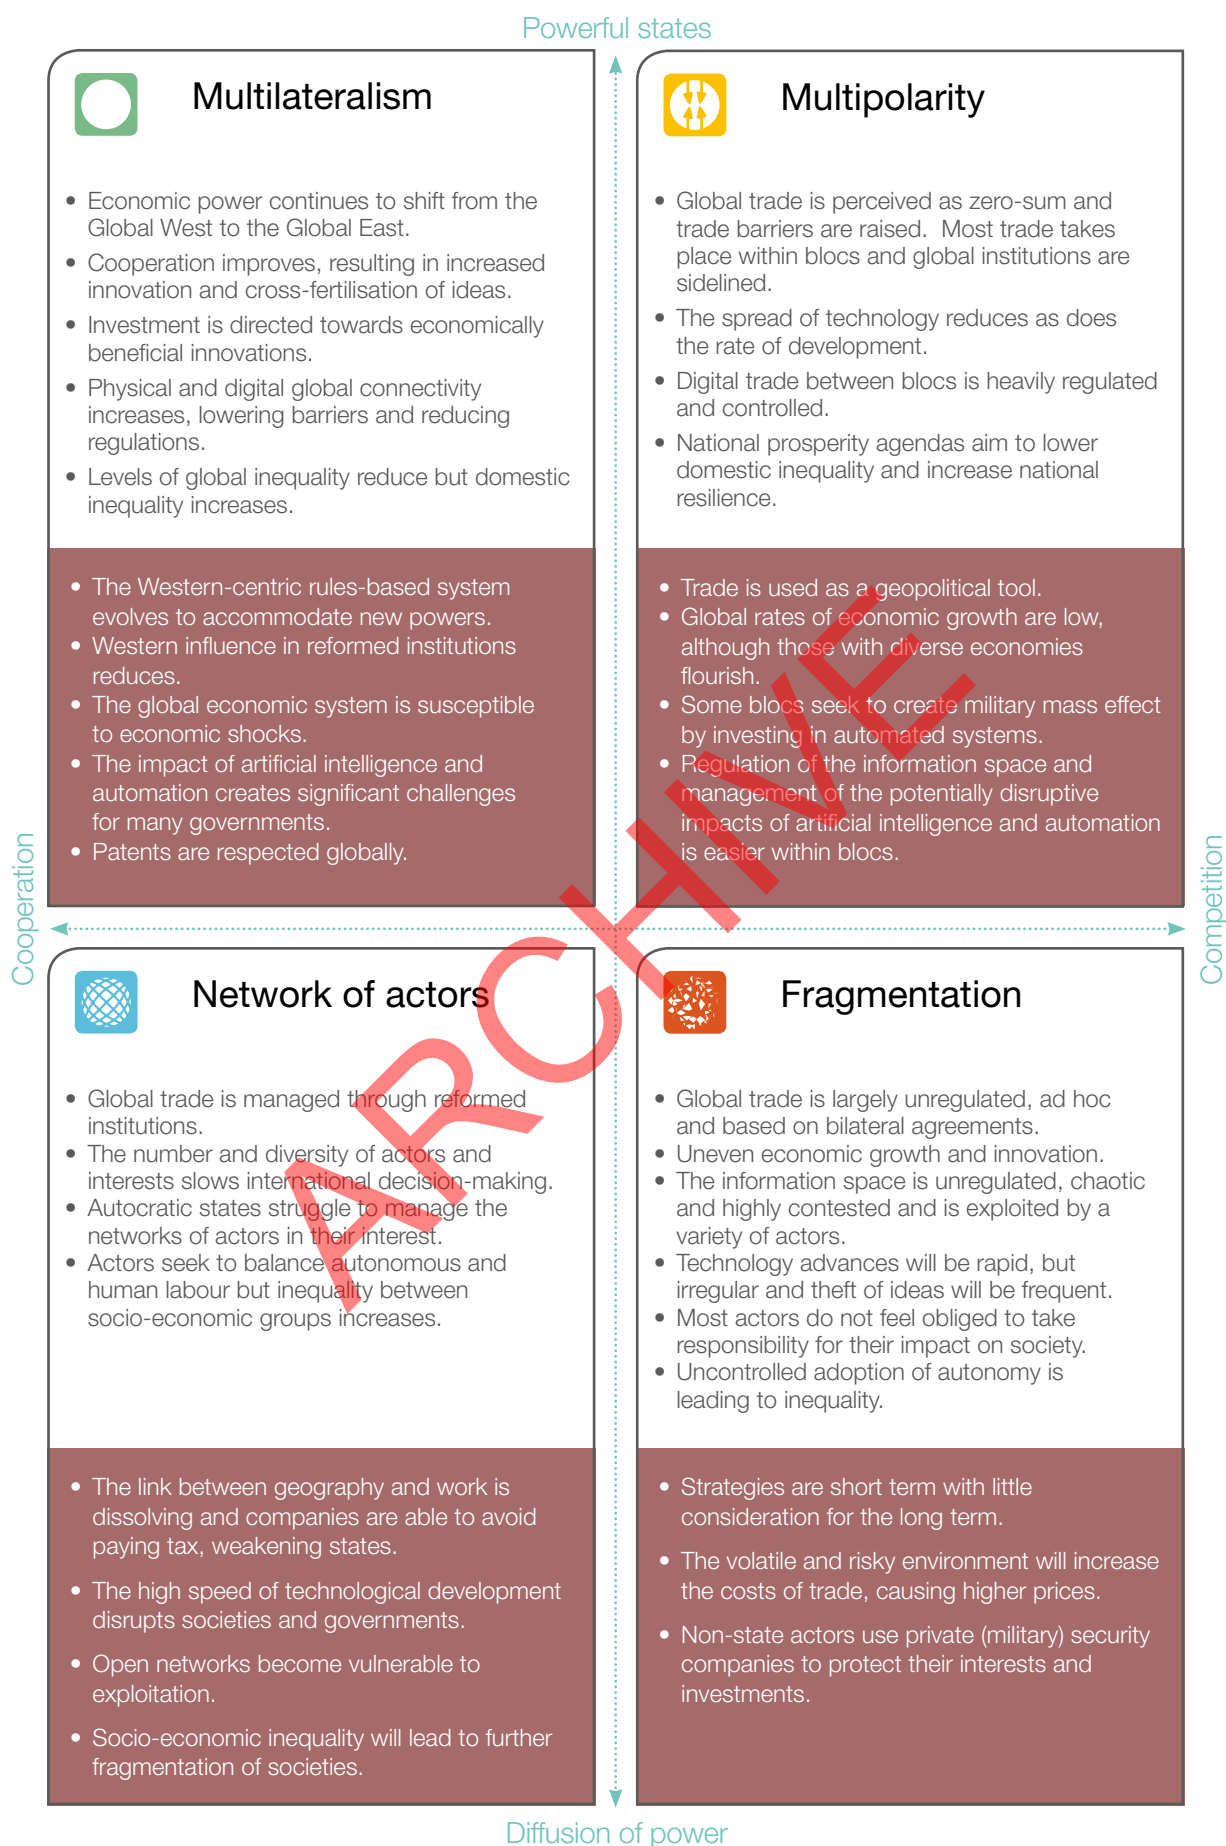 Powerful states
Multilateralism
• Economic power continues to shift from the
Global West to the Global East.
• Cooperation improves, resulting in increased
innovation and cross-fertilisation of ideas.
• Investment is directed towards economically
beneficial innovations.
• Physical and digital global connectivity
increases, lowering barriers and reducing
regulations.
• Levels of global inequality reduce but domestic
inequality increases.
• The Western-centric rules-based system
evolves to accommodate new powers.
• Western influence in reformed institutions
reduces.
• The global economic system is susceptible
to economic shocks.
• The impact of artificial intelligence and
automation creates significant challenges
for many governments.
• Patents are respected globally.
Multipolarity
• Global trade is perceived as zero-sum and
trade barriers are raised.  Most trade takes
place within blocs and global institutions are
sidelined.
• The spread of technology reduces as does
the rate of development.
• Digital trade between blocs is heavily regulated
and controlled.
• National prosperity agendas aim to lower
domestic inequality and increase national
resilience.
• Trade is used as a geopolitical tool.
• Global rates of economic growth are low,
although those with diverse economies
flourish.
• Some blocs seek to create military mass effect
by investing in automated systems.
• Regulation of the information space and
management of the potentially disruptive
impacts of artificial intelligence and automation
is easier within blocs.
Cooperation
Competition
Network of actors
• Global trade is managed through reformed
institutions.
• The number and diversity of actors and
interests slows international decision-making.
• Autocratic states struggle to manage the
networks of actors in their interest.
• Actors seek to balance autonomous and
human labour but inequality between
socio-economic groups increases.
• The link between geography and work is
dissolving and companies are able to avoid
paying tax, weakening states.
• The high speed of technological development
disrupts societies and governments.
• Open networks become vulnerable to
exploitation.
• Socio-economic inequality will lead to further
fragmentation of societies.
Fragmentation
• Global trade is largely unregulated, ad hoc
and based on bilateral agreements.
• Uneven economic growth and innovation.
• The information space is unregulated, chaotic
and highly contested and is exploited by a
variety of actors.
• Technology advances will be rapid, but
irregular and theft of ideas will be frequent.
• Most actors do not feel obliged to take
responsibility for their impact on society.
• Uncontrolled adoption of autonomy is
leading to inequality.
• Strategies are short term with little
consideration for the long term.
• The volatile and risky environment will increase
the costs of trade, causing higher prices.
• Non-state actors use private (military) security
companies to protect their interests and
investments.
Diffusion of power
ARCHIVE